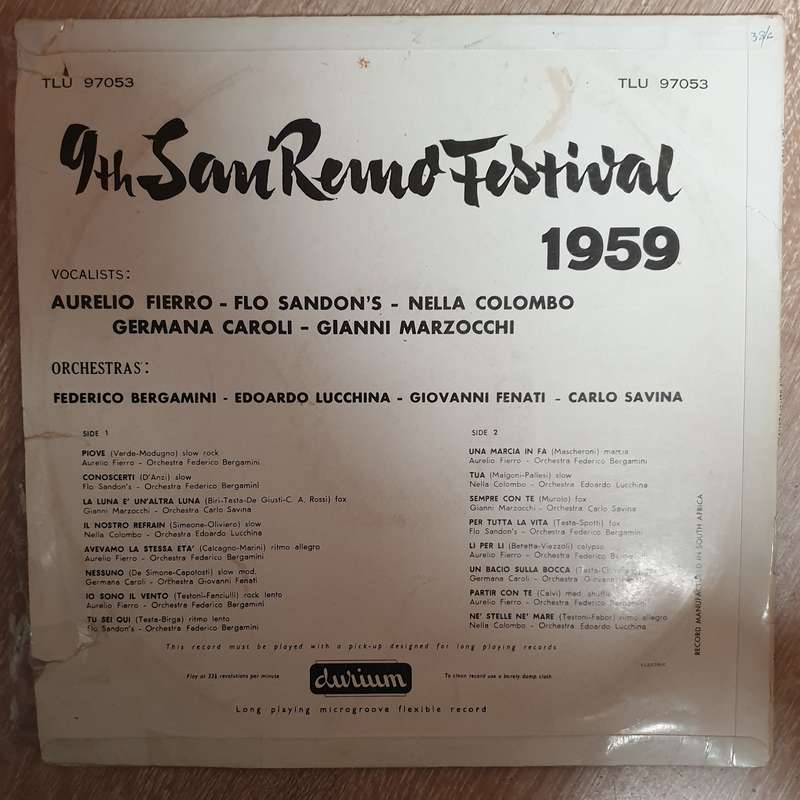 38/6
TLU 97053 TLU 97053
9th San Remo Festival
1959
VOCALISTS:
AURELIO FIERRO - FLO SANDON'S - NELLA COLOMBO
GERMANA CAROLI - GIANNI MARZOCCHI
ORCHESTRAS:
FEDERICO BERGAMINI - EDOARDO LUCCHINA - GIOVANNI FENATI - CARLO SAVINA
SIDE 1
PIOVE (Verde-Modugno) slow rock
Aurelio Fierro - Orchestra Federico Bergamini
CONOSCERTI (D'Anzi) slow
Flo Sandon's - Orchestra Federico Bergamini
LA LUNA E' UN'ALTRA LUNA (Biri-Testa-De Giusti-C. A. Rossi) fox
Gianni Marzocchi - Orchestra Carlo Savina
IL NOSTRO REFRAIN (Simeone-Oliviero) slow
Nella Colombo - Orchestra Edoardo Lucchina
AVEVAMO LA STESSA ETA' (Calcagno-Marini) ritmo allegro
Aurelio Fierro - Orchestra Federico Bergamini
NESSUNO (De Simone-Capotosti) slow mod.
Germana Caroli - Orchestra Giovanni Fenati
IO SONO IL VENTO (Testoni-Fanciulli) rock lento
Aurelio Fierro - Orchestra Federico Bergamini
TU SEI QUI (Testa-Birga) ritmo lento
Flo Sandon's - Orchestra Federico Bergamini
SIDE 2
UNA MARCIA IN FA (Mascheroni) marcia
Aurelio Fierro - Orchestra Federico Bergamini
TUA (Malgoni-Pallesi) slow
Nella Colombo - Orchestra Edoardo Lucchina
SEMPRE CON TE (Murolo) fox
Gianni Marzocchi - Orchestra Carlo Savina
PER TUTTA LA VITA (Testa-Spotti) fox
Flo Sandon's - Orchestra Federico Bergamini
LI PER LI (Beretta-Viezzoli) calypso
Aurelio Fierro - Orchestra Federico Bergamini
UN BACIO SULLA BOCCA (Testa-
Germana Caroli - Orchestra Giovanni Fenati
PARTIR CON TE (Calvi) mod. shuffle
Aurelio Fierro - Orchestra Federico Bergamini
NE' STELLE NE' MARE (Testoni-Fabor) ritmo allegro
Nella Colombo - Orchestra Edoardo Lucchina
RECORD MANUFACTURED IN SOUTH AFRICA
This record must be played with a pick-up designed for long playing records
Play at 33⅓ revolutions per minute durium To clean record use a barely damp cloth
Long playing microgroove flexible record